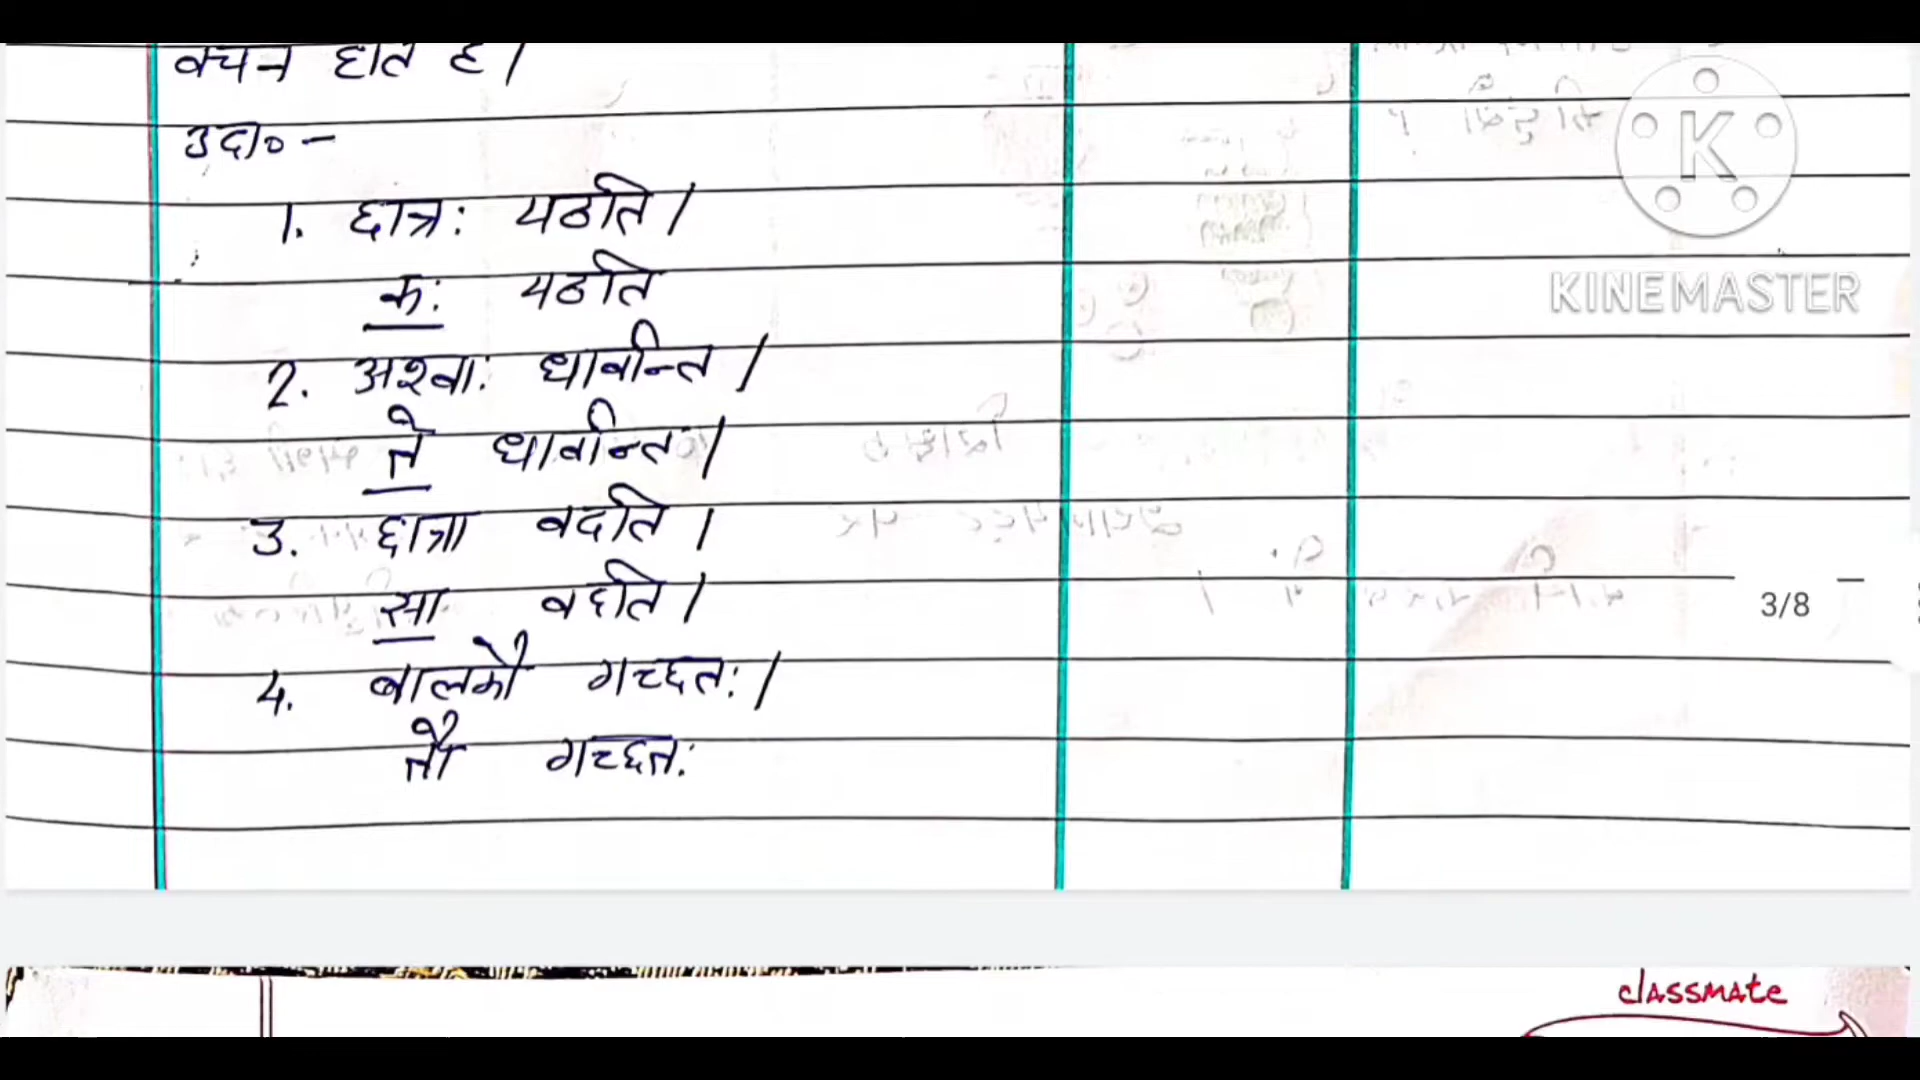 वचन होते है।
उदा० -
1. छात्र: पठति।
क: पठति
2. अश्वा: धावन्ति।
ते धावन्ति।
3. छात्रा वदति।
सा वदति।
4. बालकौ गच्छत:।
तौ गच्छत:
KINEMASTER
3/8
classmate